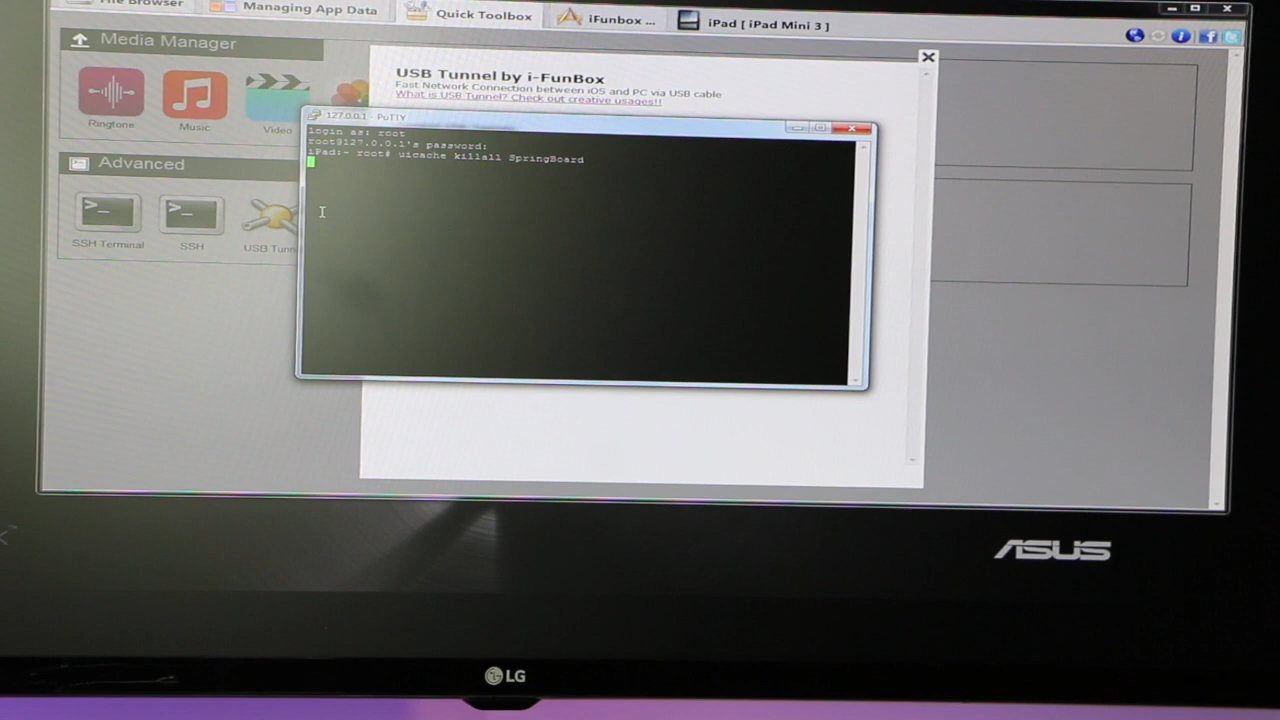 File Browser
Managing App Data
Quick Toolbox
iFunbox ...
iPad [ iPad Mini 3 ]
Media Manager
Ringtone
Music
Video
Advanced
SSH Terminal
SSH
USB Tunn
USB Tunnel by i-FunBox
Fast Network Connection between iOS and PC via USB cable
What is USB Tunnel? Check out creative usages!!
127.0.0.1 - PuTTY
login as: root
root@127.0.0.1's password:
iPad:~ root# uicache killall SpringBoard
ASUS
LG